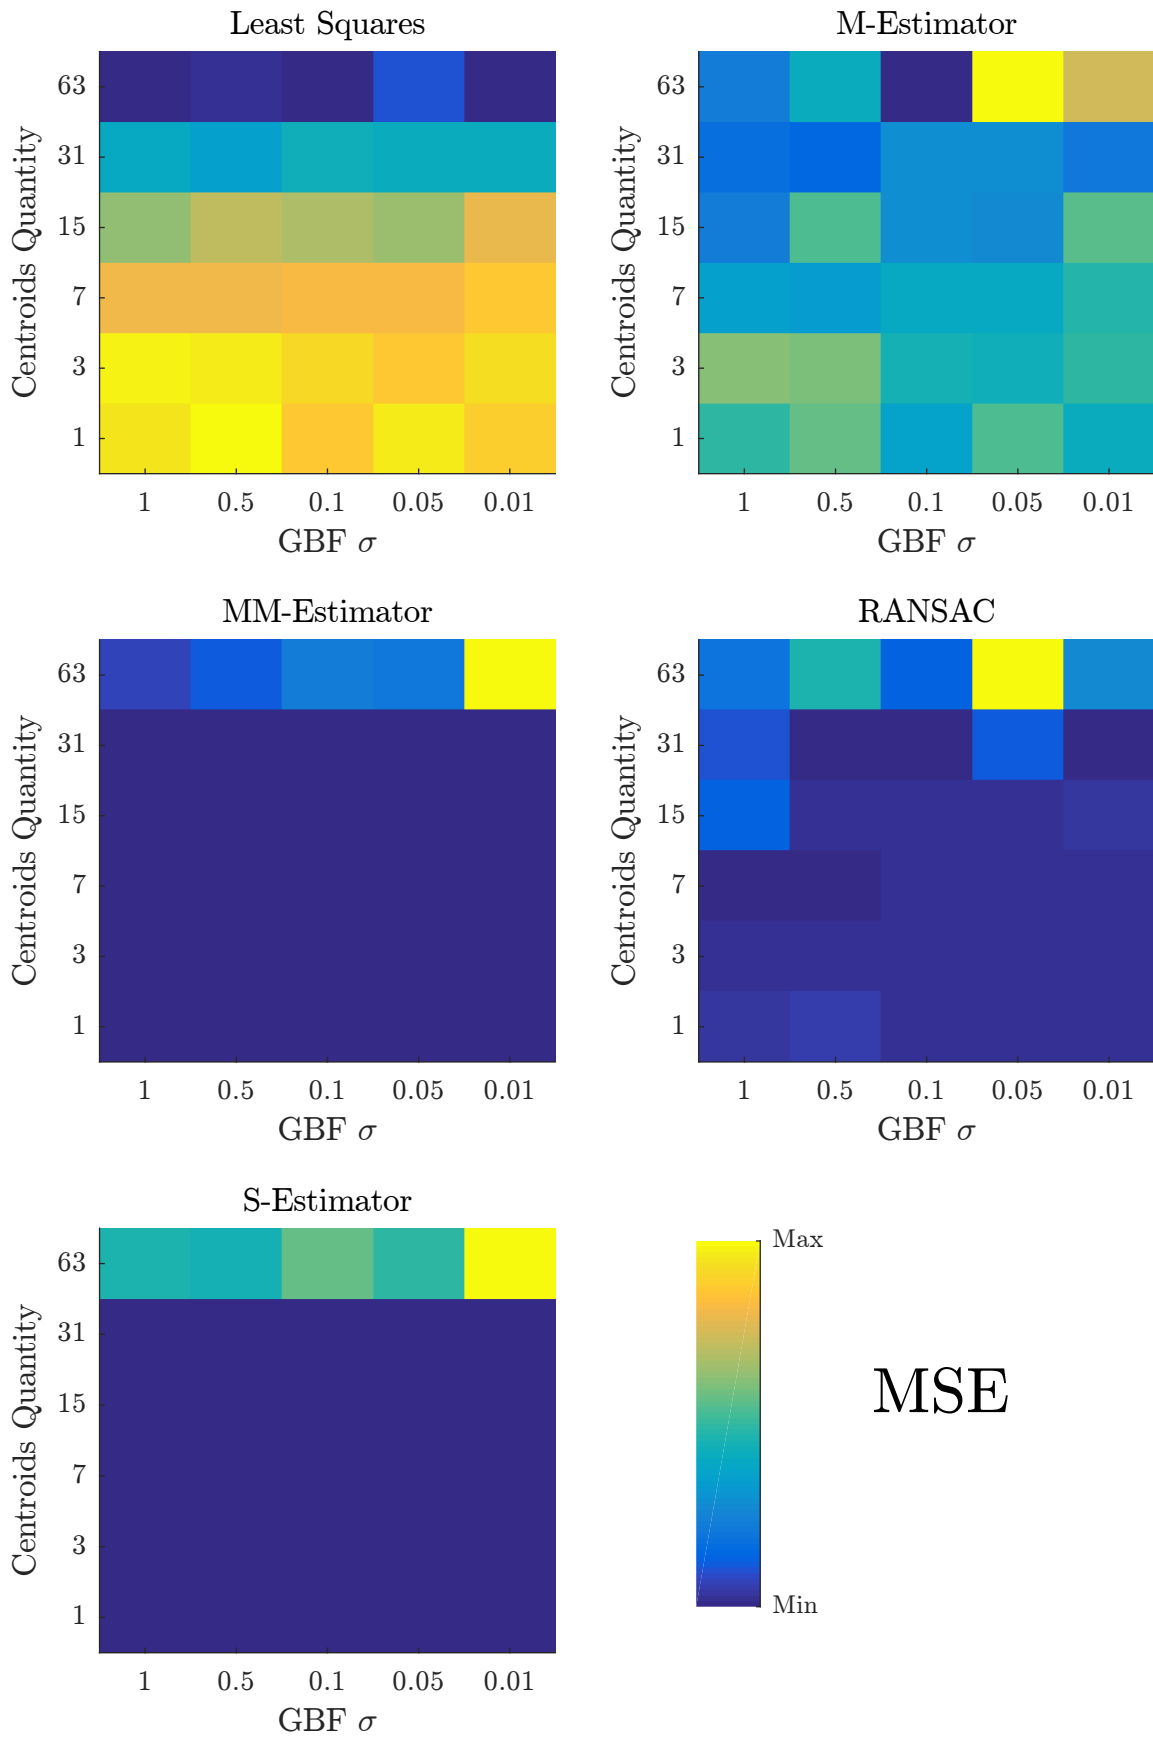 Least Squares
Centroids Quantity
63
31
15
7
3
1
1 0.5 0.1 0.05 0.01
GBF σ
M-Estimator
Centroids Quantity
63
31
15
7
3
1
1 0.5 0.1 0.05 0.01
GBF σ
MM-Estimator
Centroids Quantity
63
31
15
7
3
1
1 0.5 0.1 0.05 0.01
GBF σ
RANSAC
Centroids Quantity
63
31
15
7
3
1
1 0.5 0.1 0.05 0.01
GBF σ
S-Estimator
Centroids Quantity
63
31
15
7
3
1
1 0.5 0.1 0.05 0.01
GBF σ
Max
MSE
Min